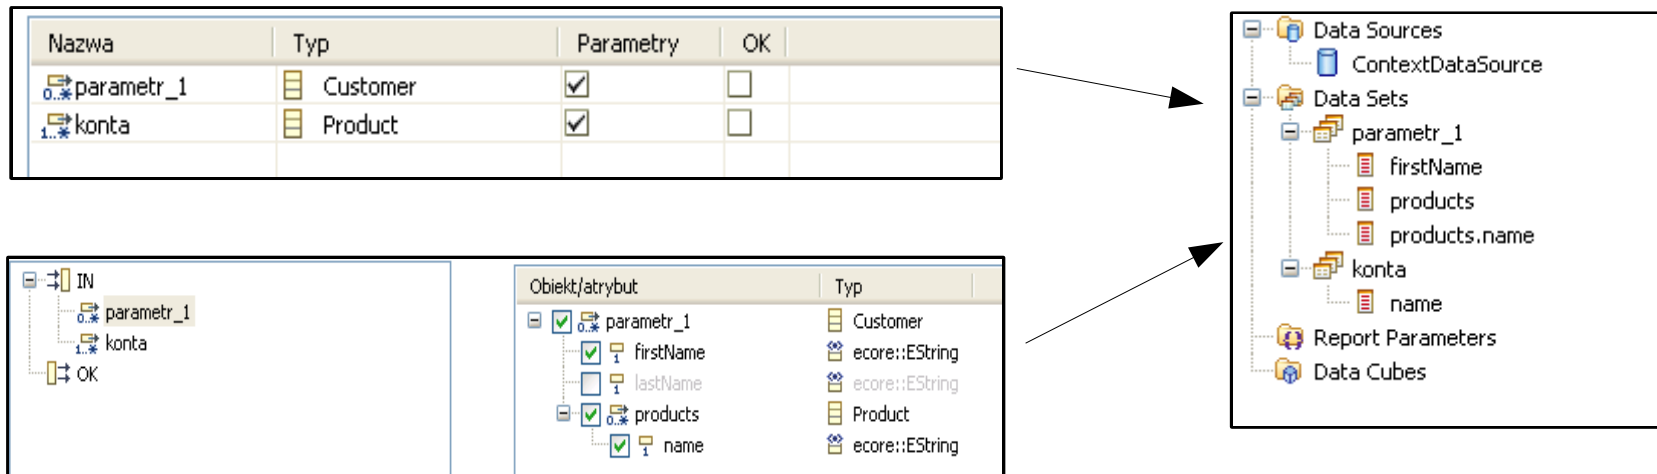 Nazwa Typ Parametry OK
0..* parametr_1 Customer
1..* konta Product
IN
0..* parametr_1
1..* konta
OK
Obiekt/atrybut Typ
0..* parametr_1 Customer
1 firstName ecore::EString
1 lastName ecore::EString
0..* products Product
1 name ecore::EString
Data Sources
ContextDataSource
Data Sets
parametr_1
firstName
products
products.name
konta
name
Report Parameters
Data Cubes